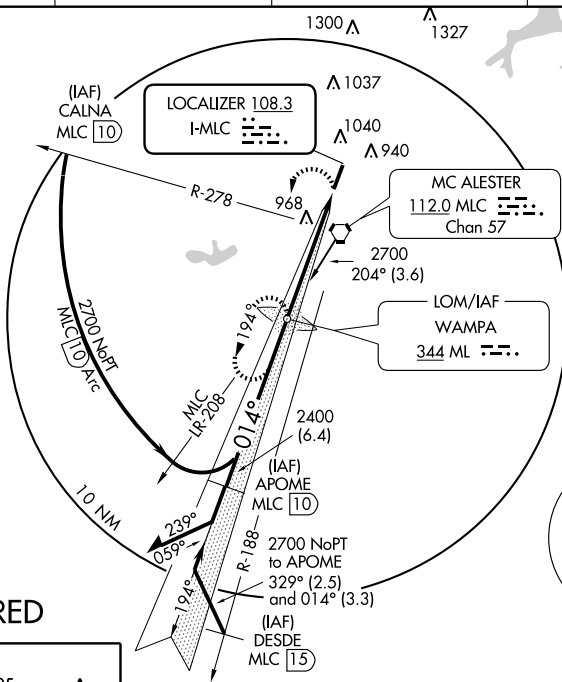 1300
1327
(IAF)
CALNA
MLC 10
LOCALIZER 108.3
I-MLC
1037
1040
940
R-278
968
MC ALESTER
112.0 MLC
Chan 57
2700
204° (3.6)
LOM/IAF
WAMPA
344 ML
194°
2700 NoPT
MLC 10 Arc
MLC
LR-208
014°
2400
(6.4)
(IAF)
APOME
MLC 10
10 NM
239°
059°
R-188
2700 NoPT
to APOME
329° (2.5)
and 014° (3.3)
194°
(IAF)
DESDE
MLC 15
RED